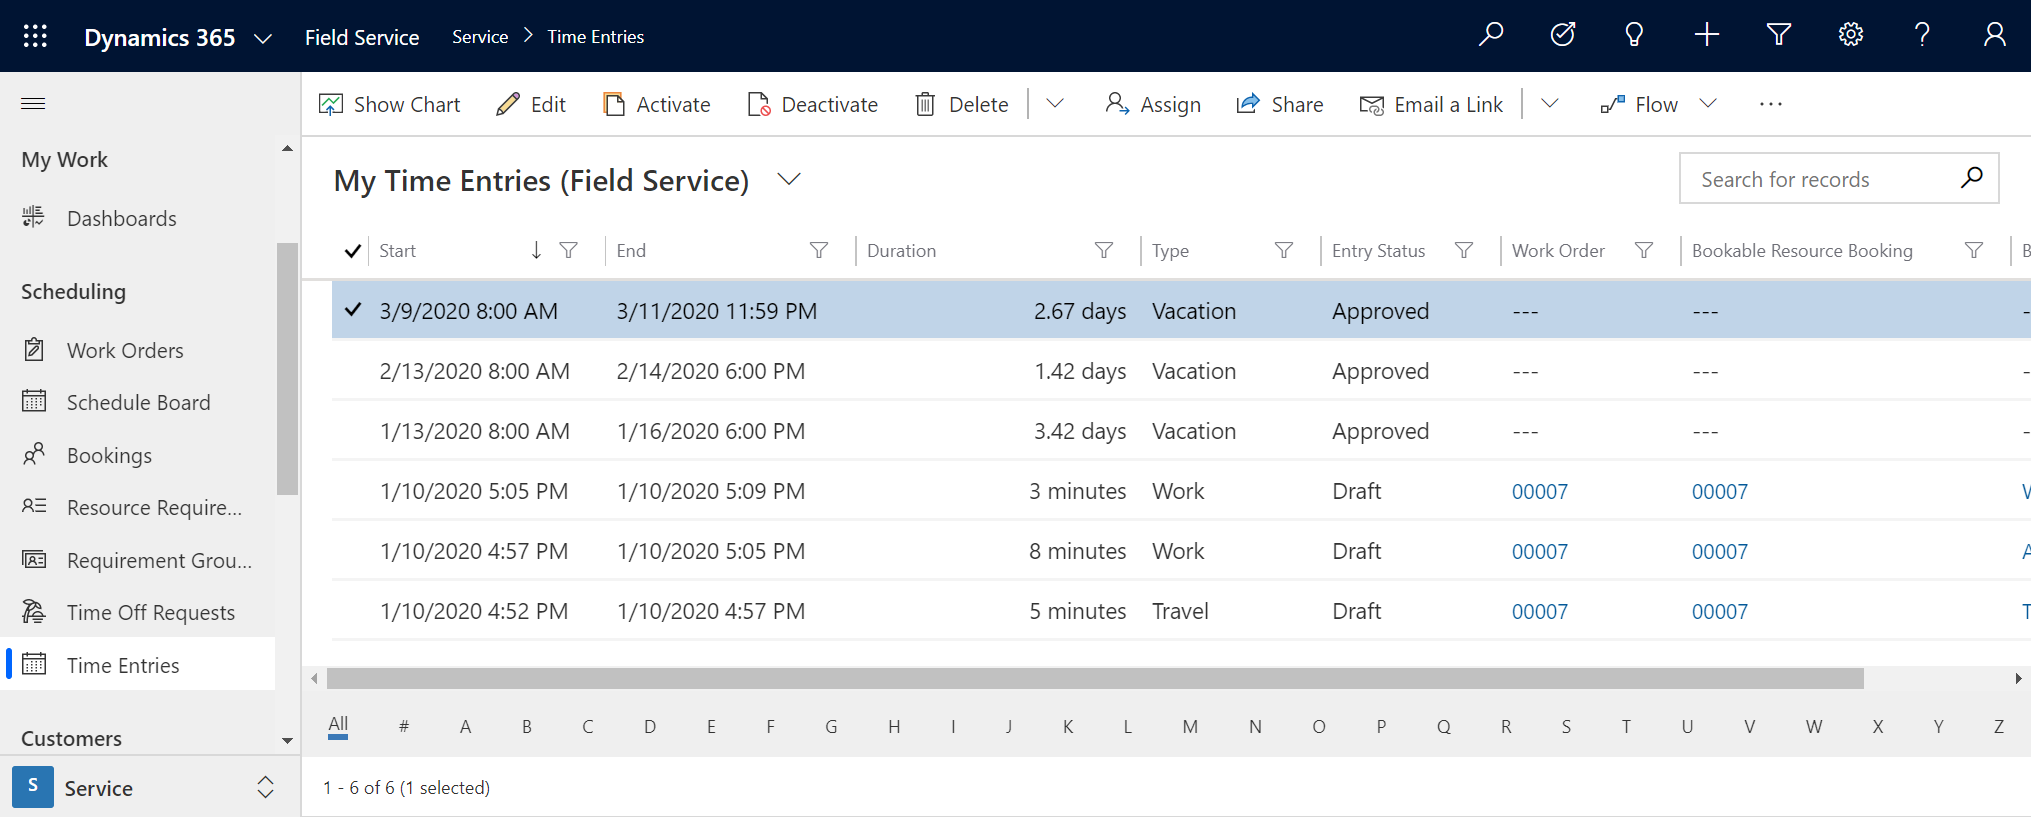 Dynamics 365 Field Service Service Time Entries
Show Chart Edit Activate Deactivate Delete Assign Share Email a Link Flow
My Work
Dashboards
Scheduling
Work Orders
Schedule Board
Bookings
Resource Require...
Requirement Grou...
Time Off Requests
Time Entries
Customers
S Service
My Time Entries (Field Service)
Search for records
Start End Duration Type Entry Status Work Order Bookable Resource Booking B
3/9/2020 8:00 AM 3/11/2020 11:59 PM 2.67 days Vacation Approved --- --- -
2/13/2020 8:00 AM 2/14/2020 6:00 PM 1.42 days Vacation Approved --- --- -
1/13/2020 8:00 AM 1/16/2020 6:00 PM 3.42 days Vacation Approved --- --- -
1/10/2020 5:05 PM 1/10/2020 5:09 PM 3 minutes Work Draft 00007 00007
1/10/2020 4:57 PM 1/10/2020 5:05 PM 8 minutes Work Draft 00007 00007
1/10/2020 4:52 PM 1/10/2020 4:57 PM 5 minutes Travel Draft 00007 00007
All # A B C D E F G H I J K L M N O P Q R S T U V W X Y Z
1 - 6 of 6 (1 selected)